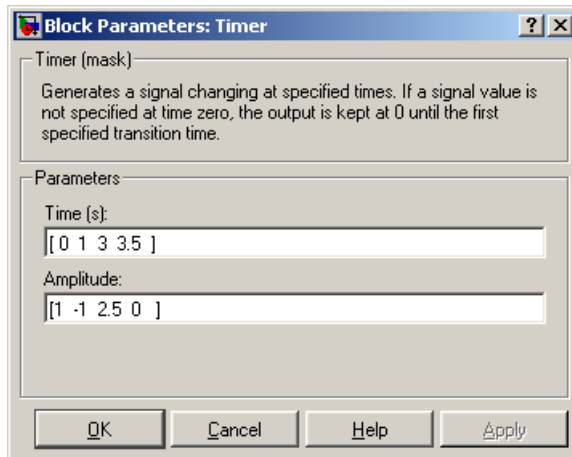 Block Parameters: Timer
Timer (mask)
Generates a signal changing at specified times. If a signal value is
not specified at time zero, the output is kept at 0 until the first
specified transition time.
Parameters
Time (s):
[ 0 1 3 3.5 ]
Amplitude:
[1 -1 2.5 0 ]
OK Cancel Help Apply